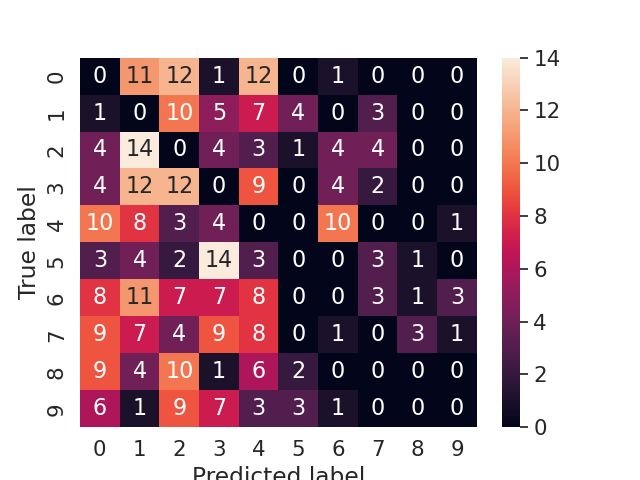 0 0 11 12 1 12 0 1 0 0 0 14
1 1 0 10 5 7 4 0 3 0 0 12
2 4 14 0 4 3 1 4 4 0 0 10
3 4 12 12 0 9 0 4 2 0 0 8
4 10 8 3 4 0 0 10 0 0 1 6
5 3 4 2 14 3 0 0 3 1 0 4
6 8 11 7 7 8 0 0 3 1 3 2
7 9 7 4 9 8 0 1 0 3 1 0
8 9 4 10 1 6 2 0 0 0 0
9 6 1 9 7 3 3 1 0 0 0
0 1 2 3 4 5 6 7 8 9
True label
Predicted label